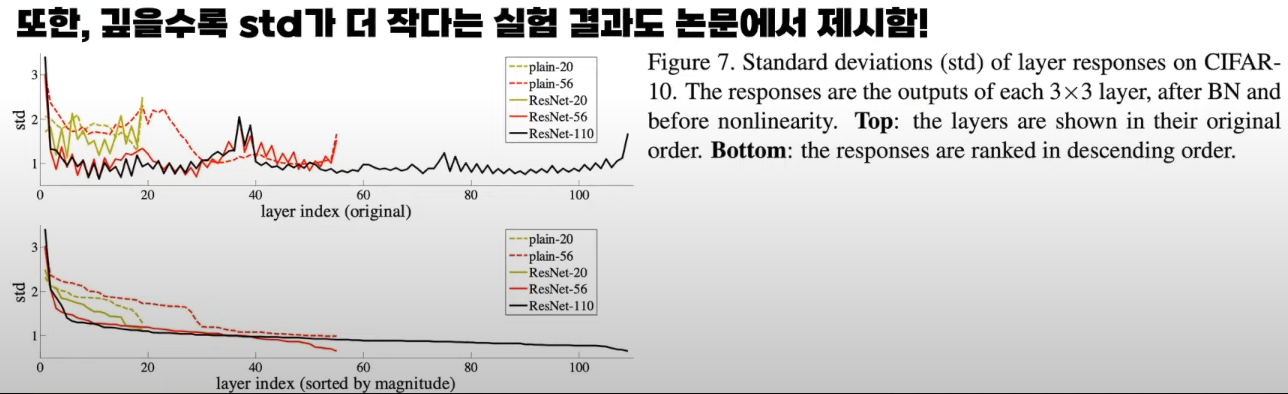 또한, 깊을수록 std가 더 작다는 실험 결과도 논문에서 제시함!
3
2
1
std
plain-20
plain-56
ResNet-20
ResNet-56
ResNet-110
0
20
40
60
80
100
layer index (original)
3
2
1
std
plain-20
plain-56
ResNet-20
ResNet-56
ResNet-110
0
20
40
60
80
100
layer index (sorted by magnitude)
Figure 7. Standard deviations (std) of layer responses on CIFAR-
10. The responses are the outputs of each 3×3 layer, after BN and
before nonlinearity. Top: the layers are shown in their original
order. Bottom: the responses are ranked in descending order.